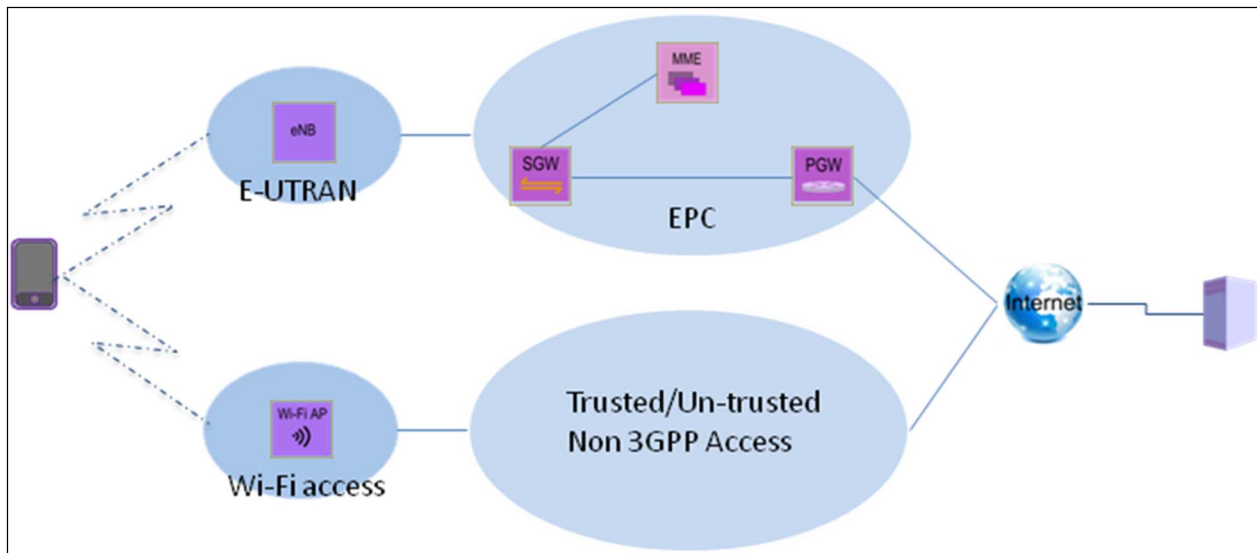 MME
eNB
SGW
PGW
E-UTRAN
EPC
Internet
Wi-Fi AP
Trusted/Un-trusted
Non 3GPP Access
Wi-Fi access